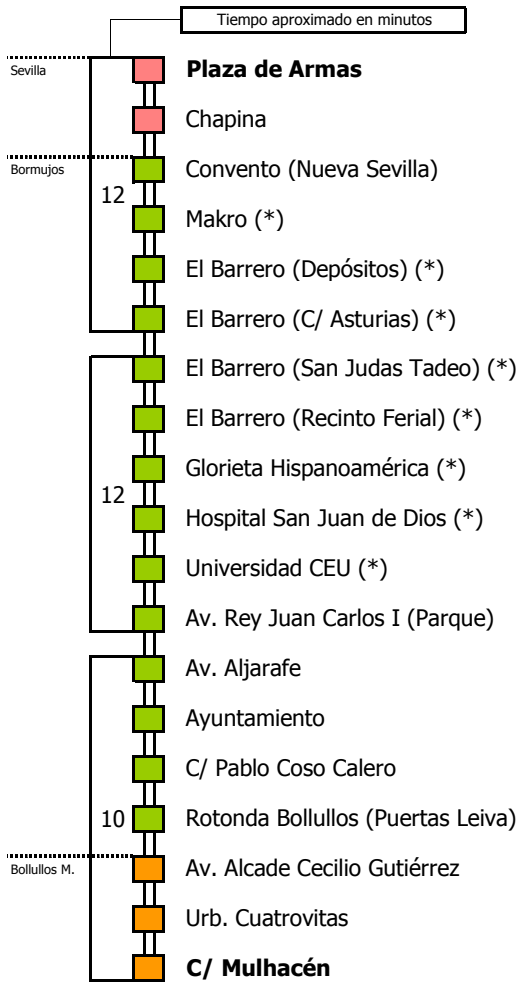 Tiempo aproximado en minutos
Sevilla
Plaza de Armas
Chapina
Bormujos
Convento (Nueva Sevilla)
12
Makro (*)
El Barrero (Depósitos) (*)
El Barrero (C/ Asturias) (*)
El Barrero (San Judas Tadeo) (*)
El Barrero (Recinto Ferial) (*)
Glorieta Hispanoamérica (*)
12
Hospital San Juan de Dios (*)
Universidad CEU (*)
Av. Rey Juan Carlos I (Parque)
Av. Aljarafe
Ayuntamiento
C/ Pablo Coso Calero
10
Rotonda Bollullos (Puertas Leiva)
Bollullos M.
Av. Alcade Cecilio Gutiérrez
Urb. Cuatrovitas
C/ Mulhacén